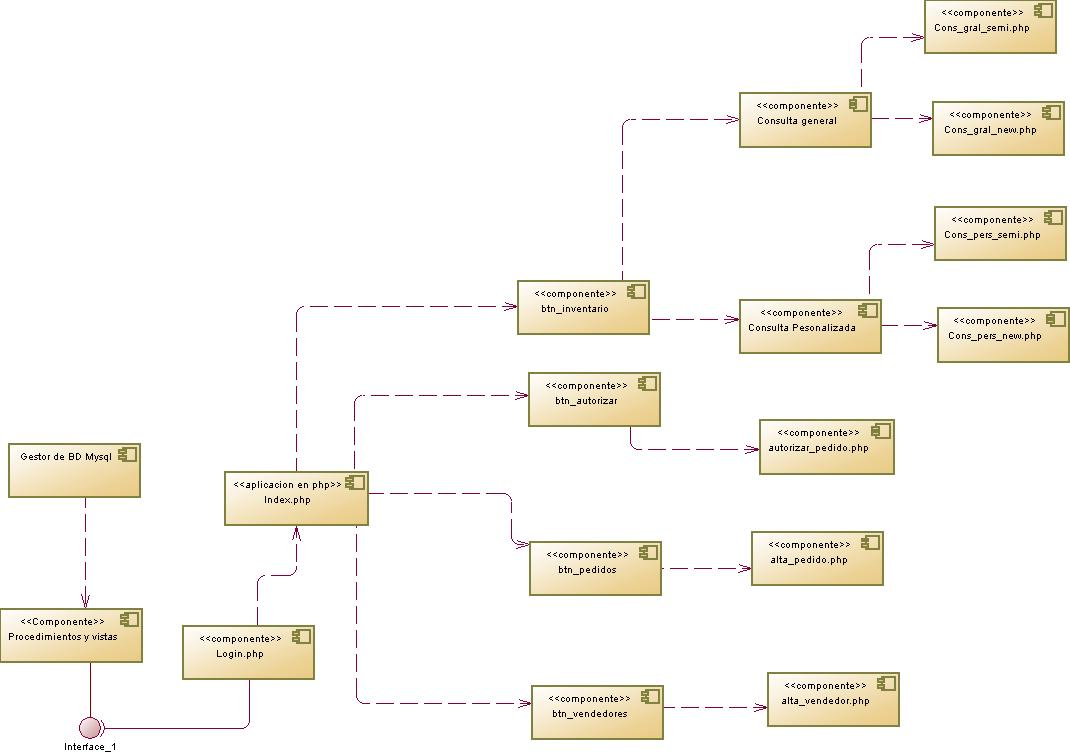 <<componente>>
Cons_gral_semi.php
<<componente>>
Consulta general
<<componente>>
Cons_gral_new.php
<<componente>>
Cons_pers_semi.php
<<componente>>
btn_inventario
<<componente>>
Consulta Pesonalizada
<<componente>>
Cons_pers_new.php
<<componente>>
btn_autorizar
<<componente>>
autorizar_pedido.php
Gestor de BD Mysql
<<aplicacion en php>>
Index.php
<<componente>>
btn_pedidos
<<componente>>
alta_pedido.php
<<Componente>>
Procedimientos y vistas
<<componente>>
Login.php
<<componente>>
btn_vendedores
<<componente>>
alta_vendedor.php
Interface_1